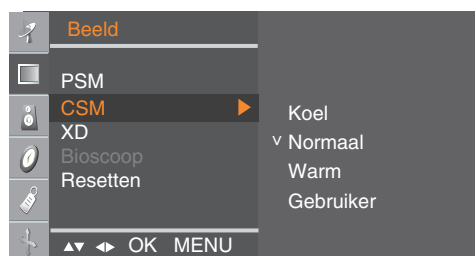 Beeld
PSM
CSM
XD
Bioscoop
Resetten
Koel
v Normaal
Warm
Gebruiker
OK MENU